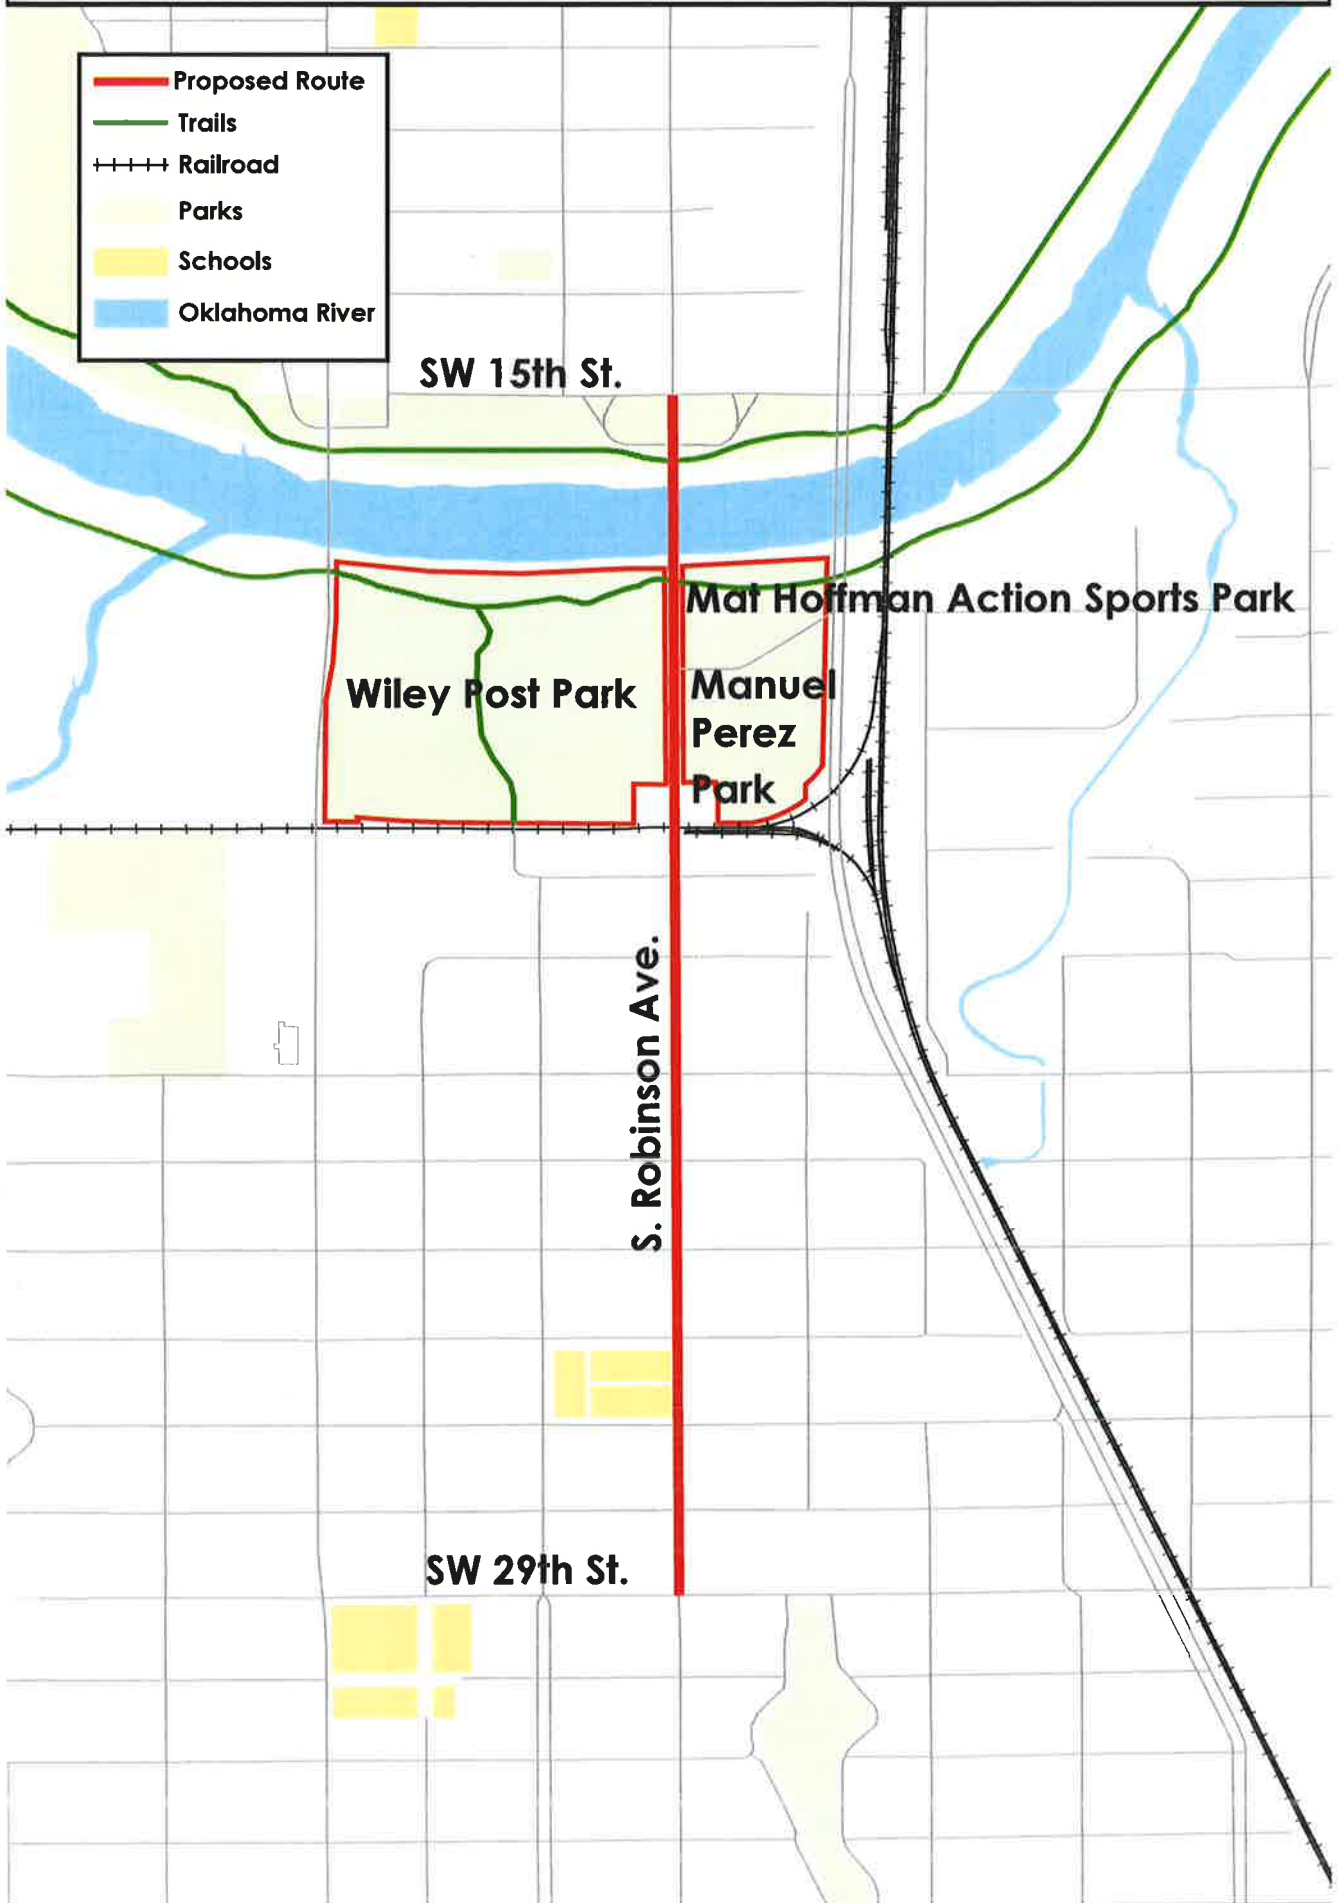 Proposed Route
Trails
Railroad
Parks
Schools
Oklahoma River
SW 15th St.
Mat Hoffman Action Sports Park
Wiley Post Park
Manuel
Perez
Park
S. Robinson Ave.
SW 29th St.